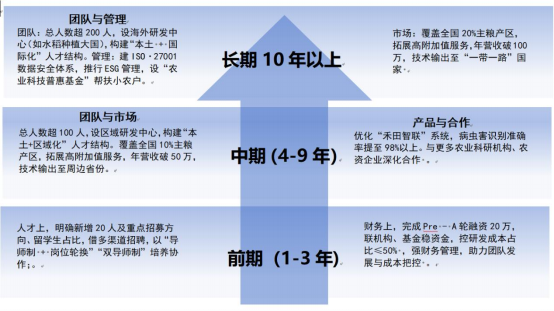 团队与管理
团队：总人数超 200 人，设海外研发中
心（如水稻种植大国），构建“本土 + 国
际化”人才结构。管理：建 ISO 27001
数据安全体系，推行 ESG 管理，设“农
业科技普惠基金”帮扶小农户。
长期 10 年以上
市场：覆盖全国 20%主粮产区，
拓展高附加值服务，年营收破 100
万，技术输出至“一带一路”国
家 。
团队与市场
总人数超 100 人，设区域研发中心，构建“本
土+区域化”人才结构。覆盖全国 10%主粮
产区，拓展高附加值服务，年营收破 50 万，
技术输出至周边省份。
中期 (4-9 年)
产品与合作
优化“禾田智联”系统，病虫害识别准确
率提至 98%以上。与更多农业科研机构、农
资企业深化合作 。
人才上，明确新增 20 人及重点招募方
向、留学生占比，借多渠道招聘，以“导
师制 + 岗位轮换”“双导师制”培养协
作；。
前期 (1-3 年)
财务上，完成 Pre - A 轮融资 20 万，
联机构、基金稳资金，控研发成本占
比≤50% ，强财务管理，助力团队发
展与成本把控 。